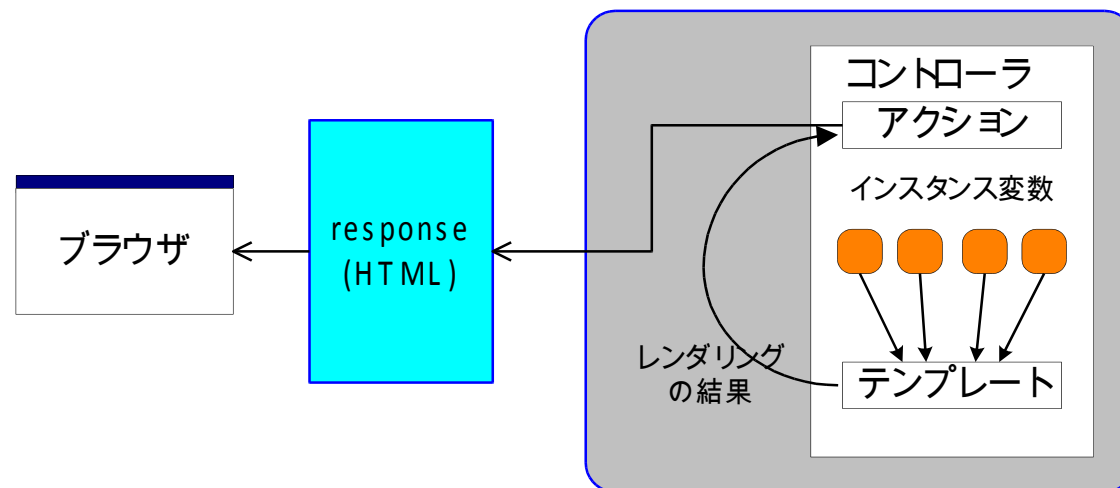 コントローラ
アクション
インスタンス変数
ブラウザ
response
(HTML)
レンダリング
の結果
テンプレート